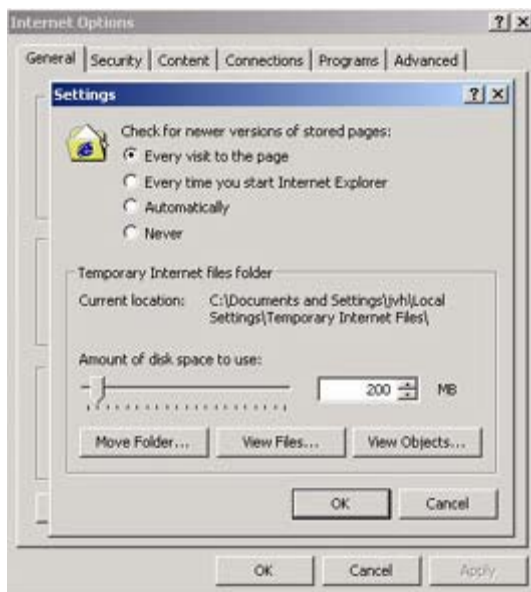 Internet Options
General Security Content Connections Programs Advanced
Settings
Check for newer versions of stored pages:
Every visit to the page
Every time you start Internet Explorer
Automatically
Never
Temporary Internet files folder
Current location: C:\Documents and Settings\jvh\Local
Settings\Temporary Internet Files\
Amount of disk space to use:
200 MB
Move Folder... View Files... View Objects...
OK Cancel
OK Cancel Apply